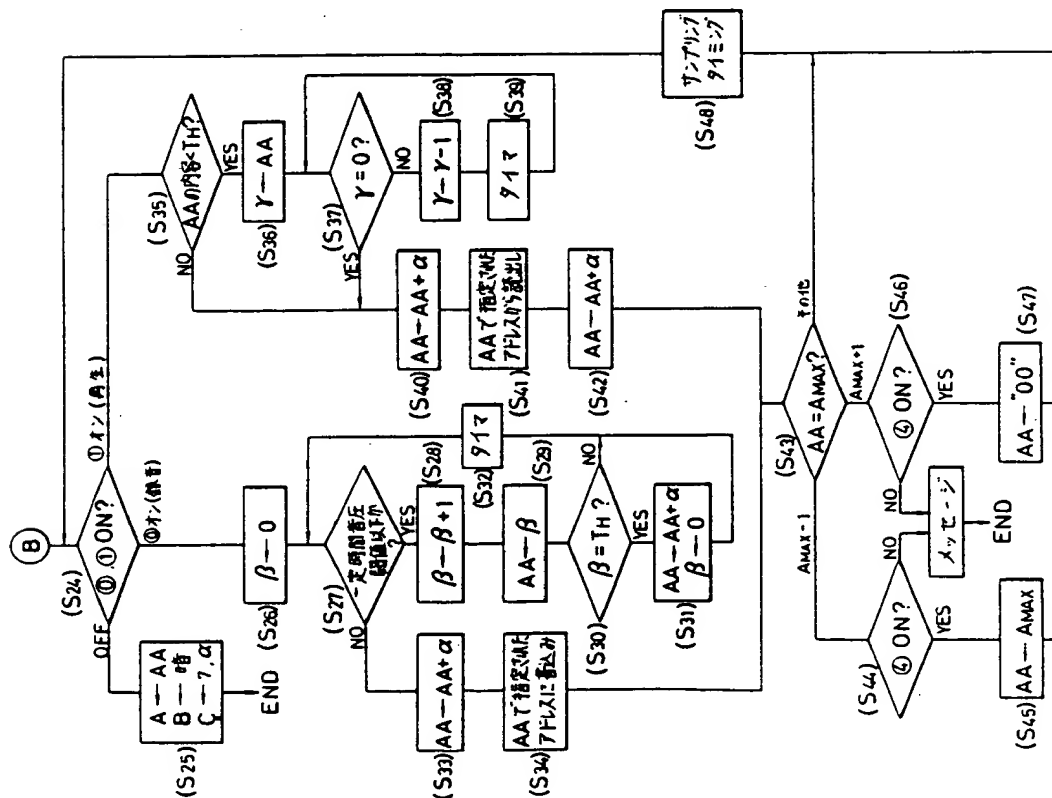 B
(S24)
⓪.① ON?
OFF
①オン(再生)
⓪オン(録音)
A←AA
B←暗
C←7,α
(S25)
END
β←0
(S26)
(S27)
一定時間音圧
閾値以下か
?
NO
YES
β←β+1
(S28)
AA←β
(S29)
(S30)
β=TH?
NO
YES
AA←AA+α
β←0
(S31)
タイマ
(S32)
AA←AA+α
(S33)
AAで指定された
アドレスに書込み
(S34)
(S35)
AAの内容<TH?
NO
YES
γ←AA
(S36)
(S37)
γ=0?
YES
NO
γ←γ-1
(S38)
タイマ
(S39)
AA←AA+α
(S40)
AAで指定された
アドレスから読出し
(S41)
AA←AA+α
(S42)
(S43)
AA=AMAX?
AMAX-1
AMAX+1
その他
(S44)
④ ON?
NO
YES
AA←AMAX
(S45)
④ ON?
(S46)
NO
YES
メッセージ
END
AA←"00"
(S47)
サンプリング
タイミング
(S48)